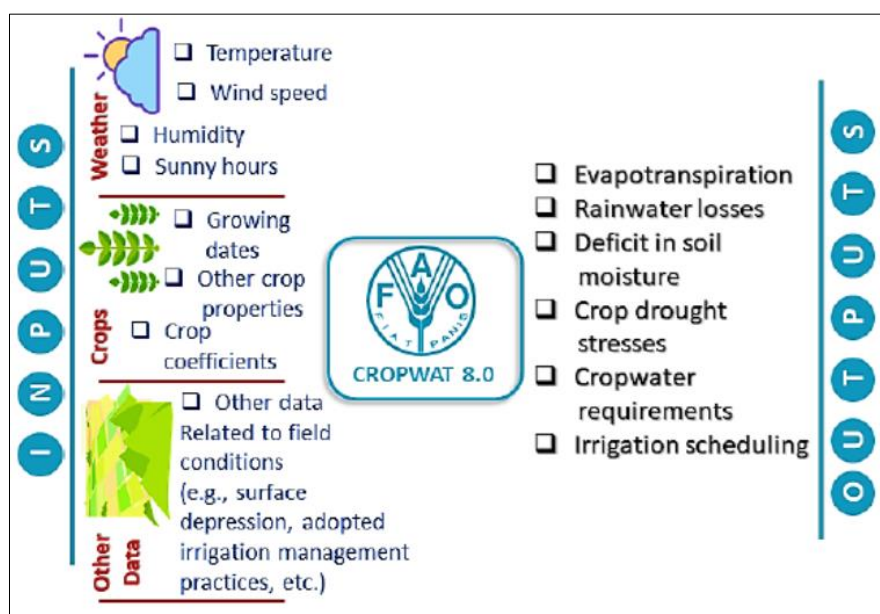 INPUTS
Weather
❑ Temperature
❑ Wind speed
❑ Humidity
❑ Sunny hours
Crops
❑ Growing
dates
❑ Other crop
properties
❑ Crop
coefficients
Other
Data
❑ Other data
Related to field
conditions
(e.g., surface
depression, adopted
irrigation management
practices, etc.)
FAO
FIAT PANIS
CROPWAT 8.0
❑ Evapotranspiration
❑ Rainwater losses
❑ Deficit in soil
moisture
❑ Crop drought
stresses
❑ Cropwater
requirements
❑ Irrigation scheduling
OUTPUTS